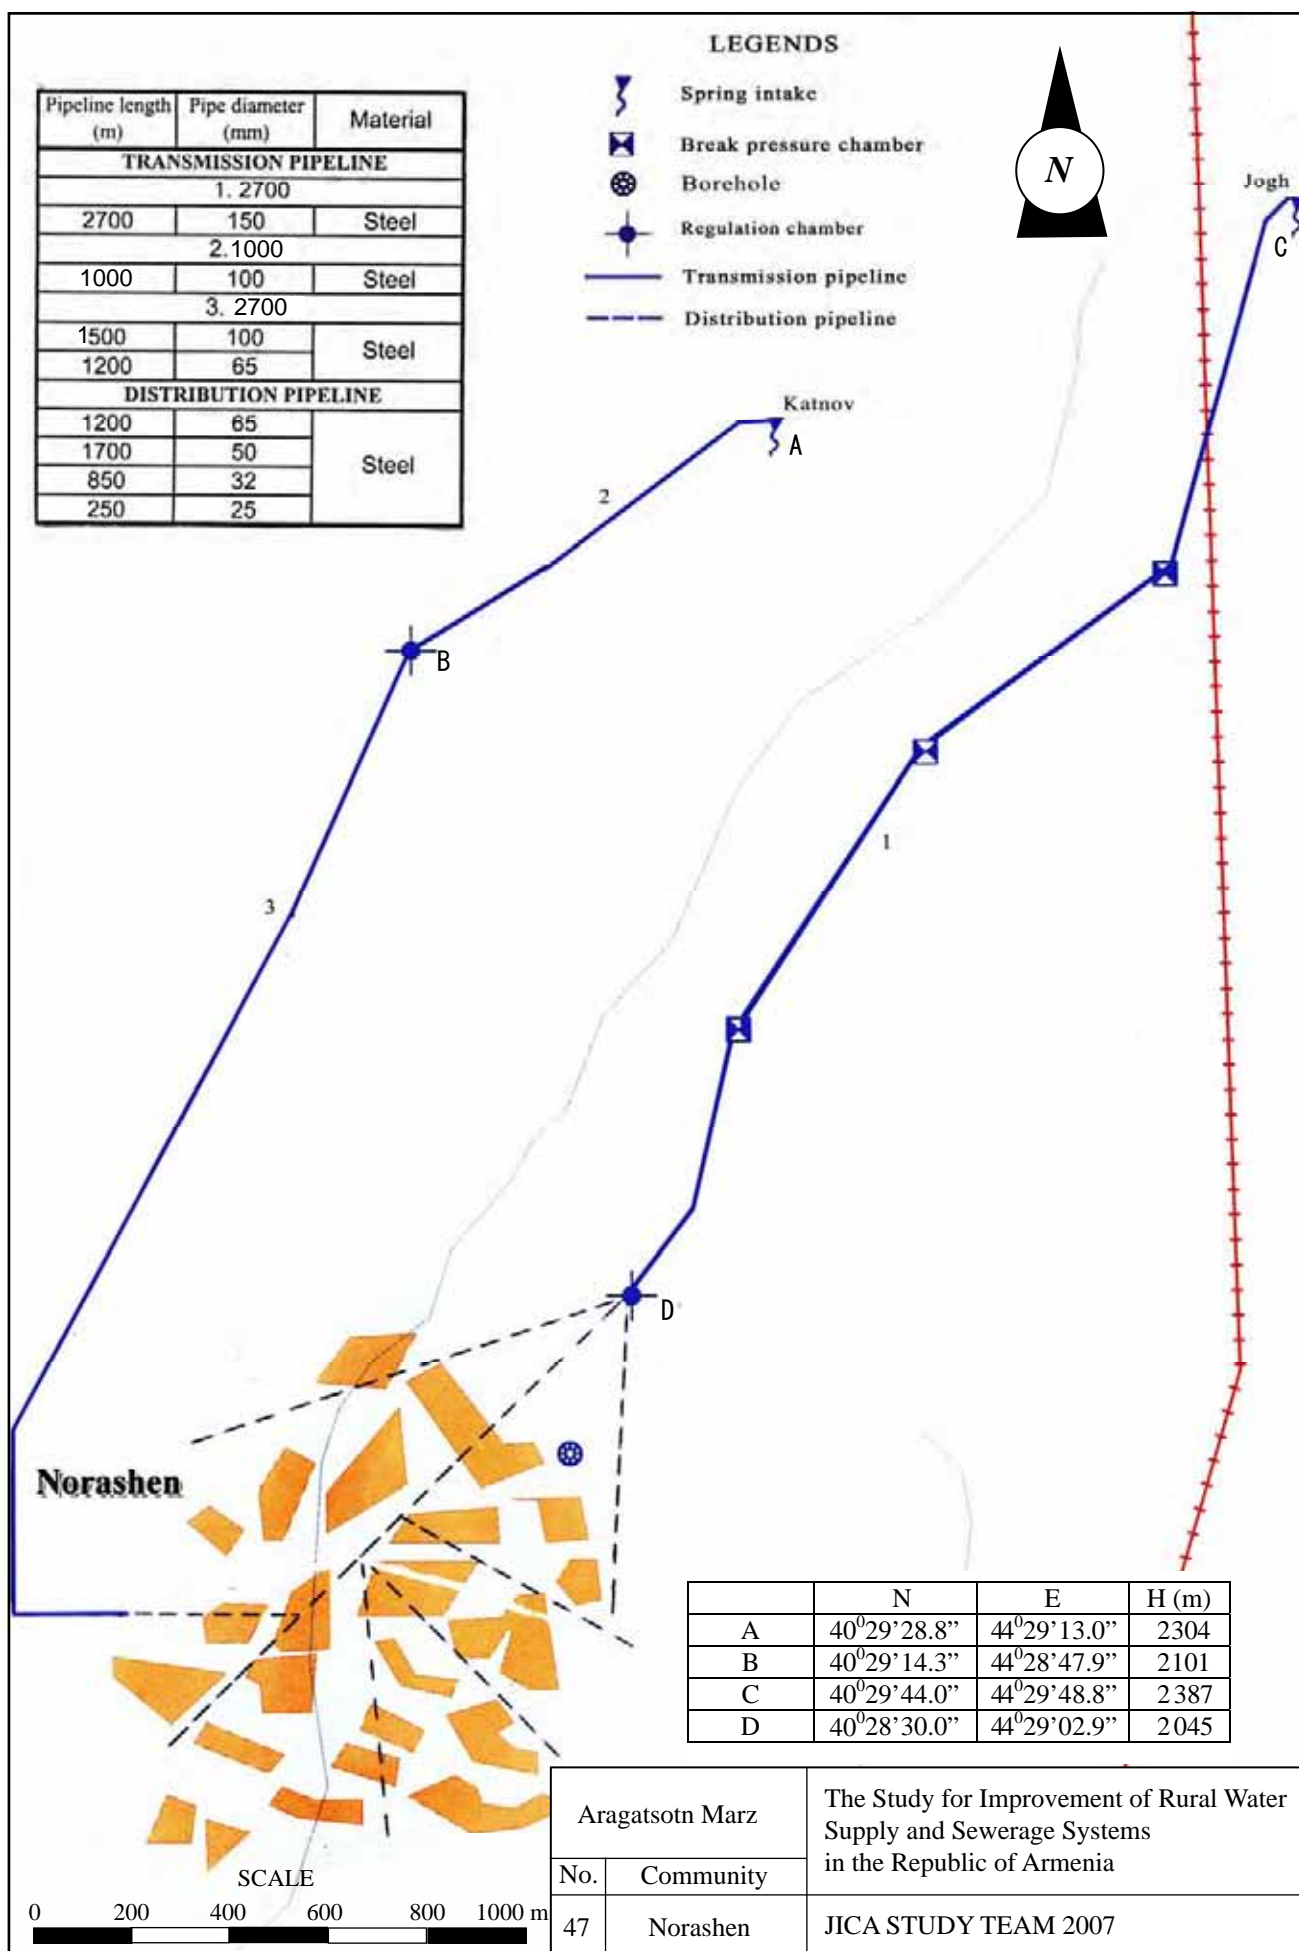 LEGENDS
Spring intake
Break pressure chamber
Borehole
Regulation chamber
Transmission pipeline
Distribution pipeline
N
Pipeline length (m) Pipe diameter (mm) Material
TRANSMISSION PIPELINE
1. 2700
2700 150 Steel
2.1000
1000 100 Steel
3. 2700
1500 100 Steel
1200 65
DISTRIBUTION PIPELINE
1200 65 Steel
1700 50
850 32
250 25
Jogh
C
Katnov
A
2
B
1
3
D
Norashen
N E H (m)
A 40⁰29’28.8” 44⁰29’13.0” 2304
B 40⁰29’14.3” 44⁰28’47.9” 2101
C 40⁰29’44.0” 44⁰29’48.8” 2387
D 40⁰28’30.0” 44⁰29’02.9” 2045
SCALE
0 200 400 600 800 1000 m
Aragatsotn Marz
No. Community
47 Norashen
The Study for Improvement of Rural Water
Supply and Sewerage Systems
in the Republic of Armenia
JICA STUDY TEAM 2007